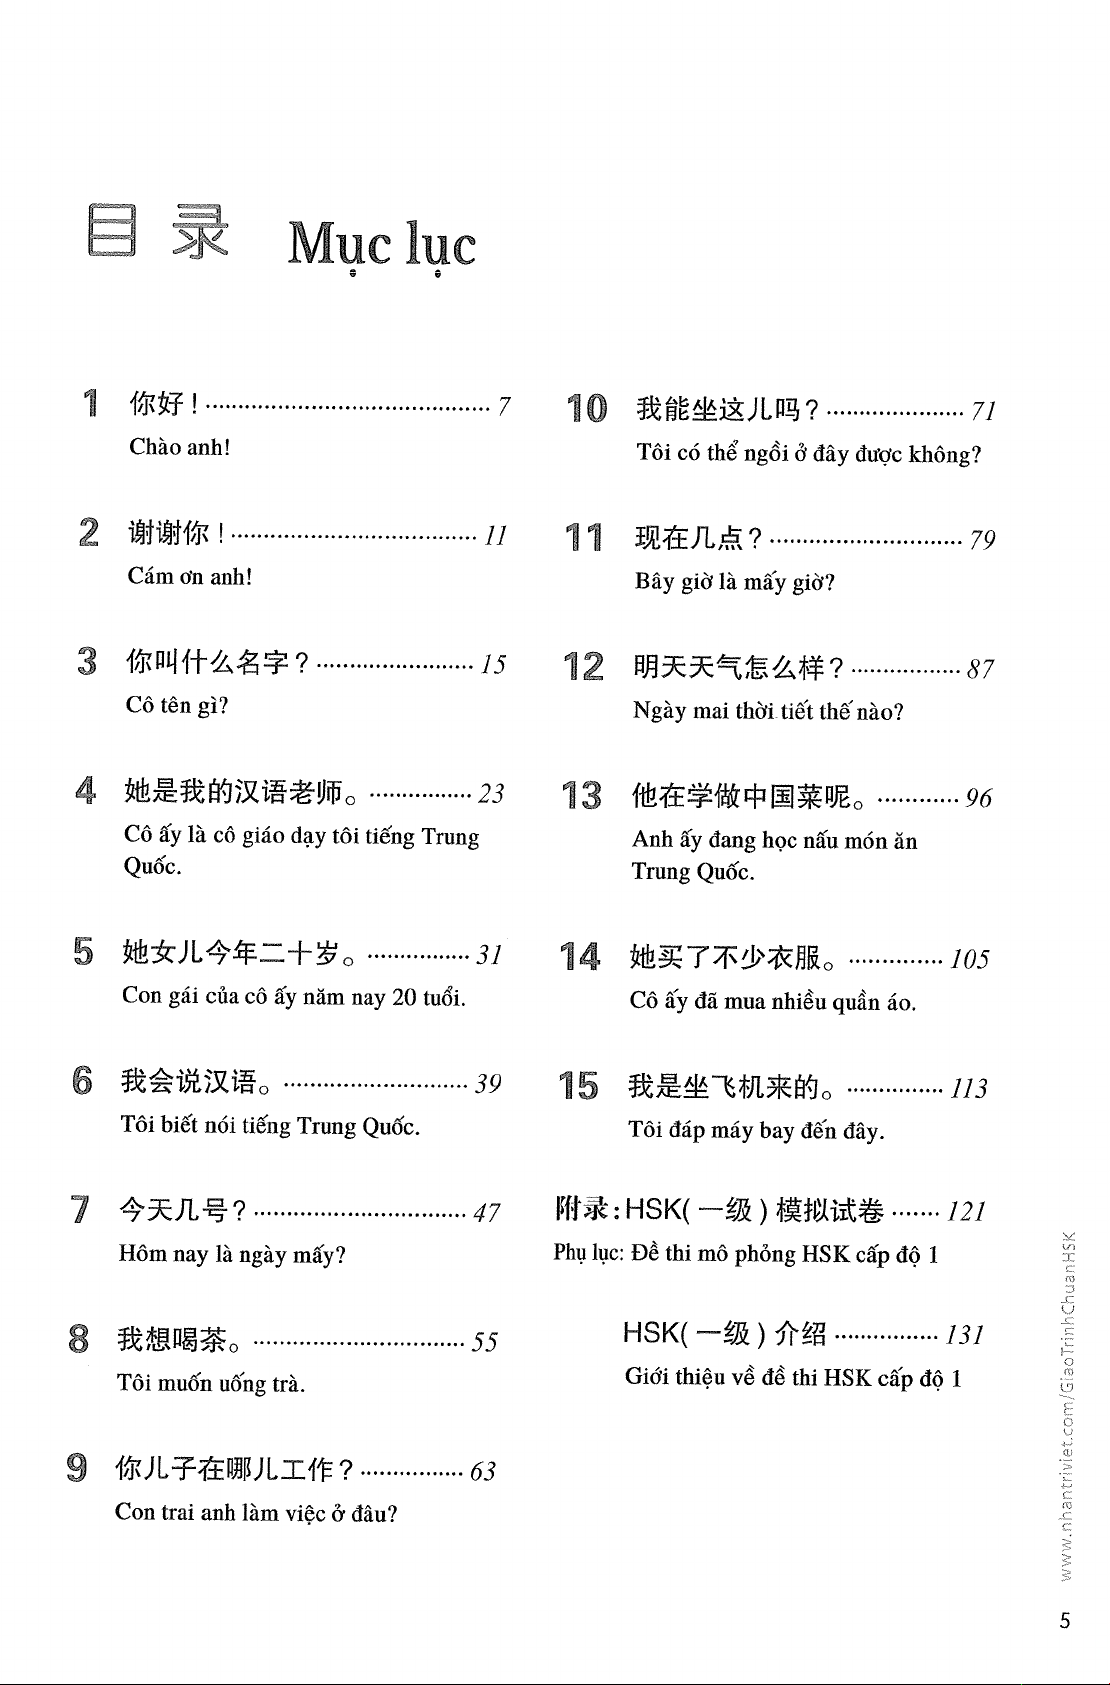 目录 Mục lục
1 你好！ 7
Chào anh!
2 谢谢你！ 11
Cám ơn anh!
3 你叫什么名字？ 15
Cô tên gì?
4 她是我的汉语老师。 23
Cô ấy là cô giáo dạy tôi tiếng Trung
Quốc.
5 她女儿今年二十岁。 31
Con gái của cô ấy năm nay 20 tuổi.
6 我会说汉语。 39
Tôi biết nói tiếng Trung Quốc.
7 今天几号？ 47
Hôm nay là ngày mấy?
8 我想喝茶。 55
Tôi muốn uống trà.
9 你儿子在哪儿工作？ 63
Con trai anh làm việc ở đâu?
10 我能坐这儿吗？ 71
Tôi có thể ngồi ở đây được không?
11 现在几点？ 79
Bây giờ là mấy giờ?
12 明天天气怎么样？ 87
Ngày mai thời tiết thế nào?
13 他在学做中国菜呢。 96
Anh ấy đang học nấu món ăn
Trung Quốc.
14 她买了不少衣服。 105
Cô ấy đã mua nhiều quần áo.
15 我是坐飞机来的。 113
Tôi đáp máy bay đến đây.
附录：HSK(一级)模拟试卷 121
Phụ lục: Đề thi mô phỏng HSK cấp độ 1
HSK(一级)介绍 131
Giới thiệu về đề thi HSK cấp độ 1
www.nhantriviet.com/GiaoTrinhChuanHSK
5